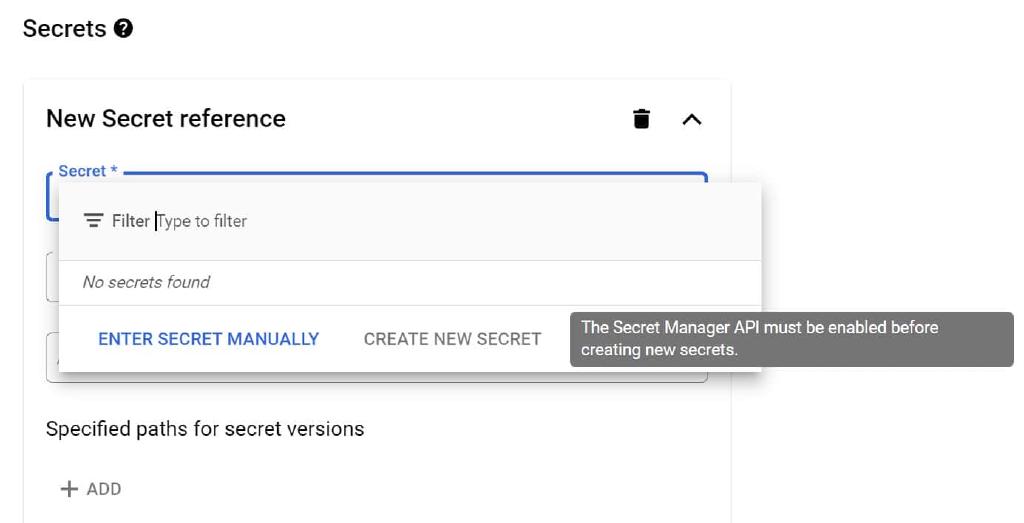 Secrets ?
New Secret reference
Secret *
Filter Type to filter
No secrets found
ENTER SECRET MANUALLY
CREATE NEW SECRET
The Secret Manager API must be enabled before
creating new secrets.
Specified paths for secret versions
+ ADD